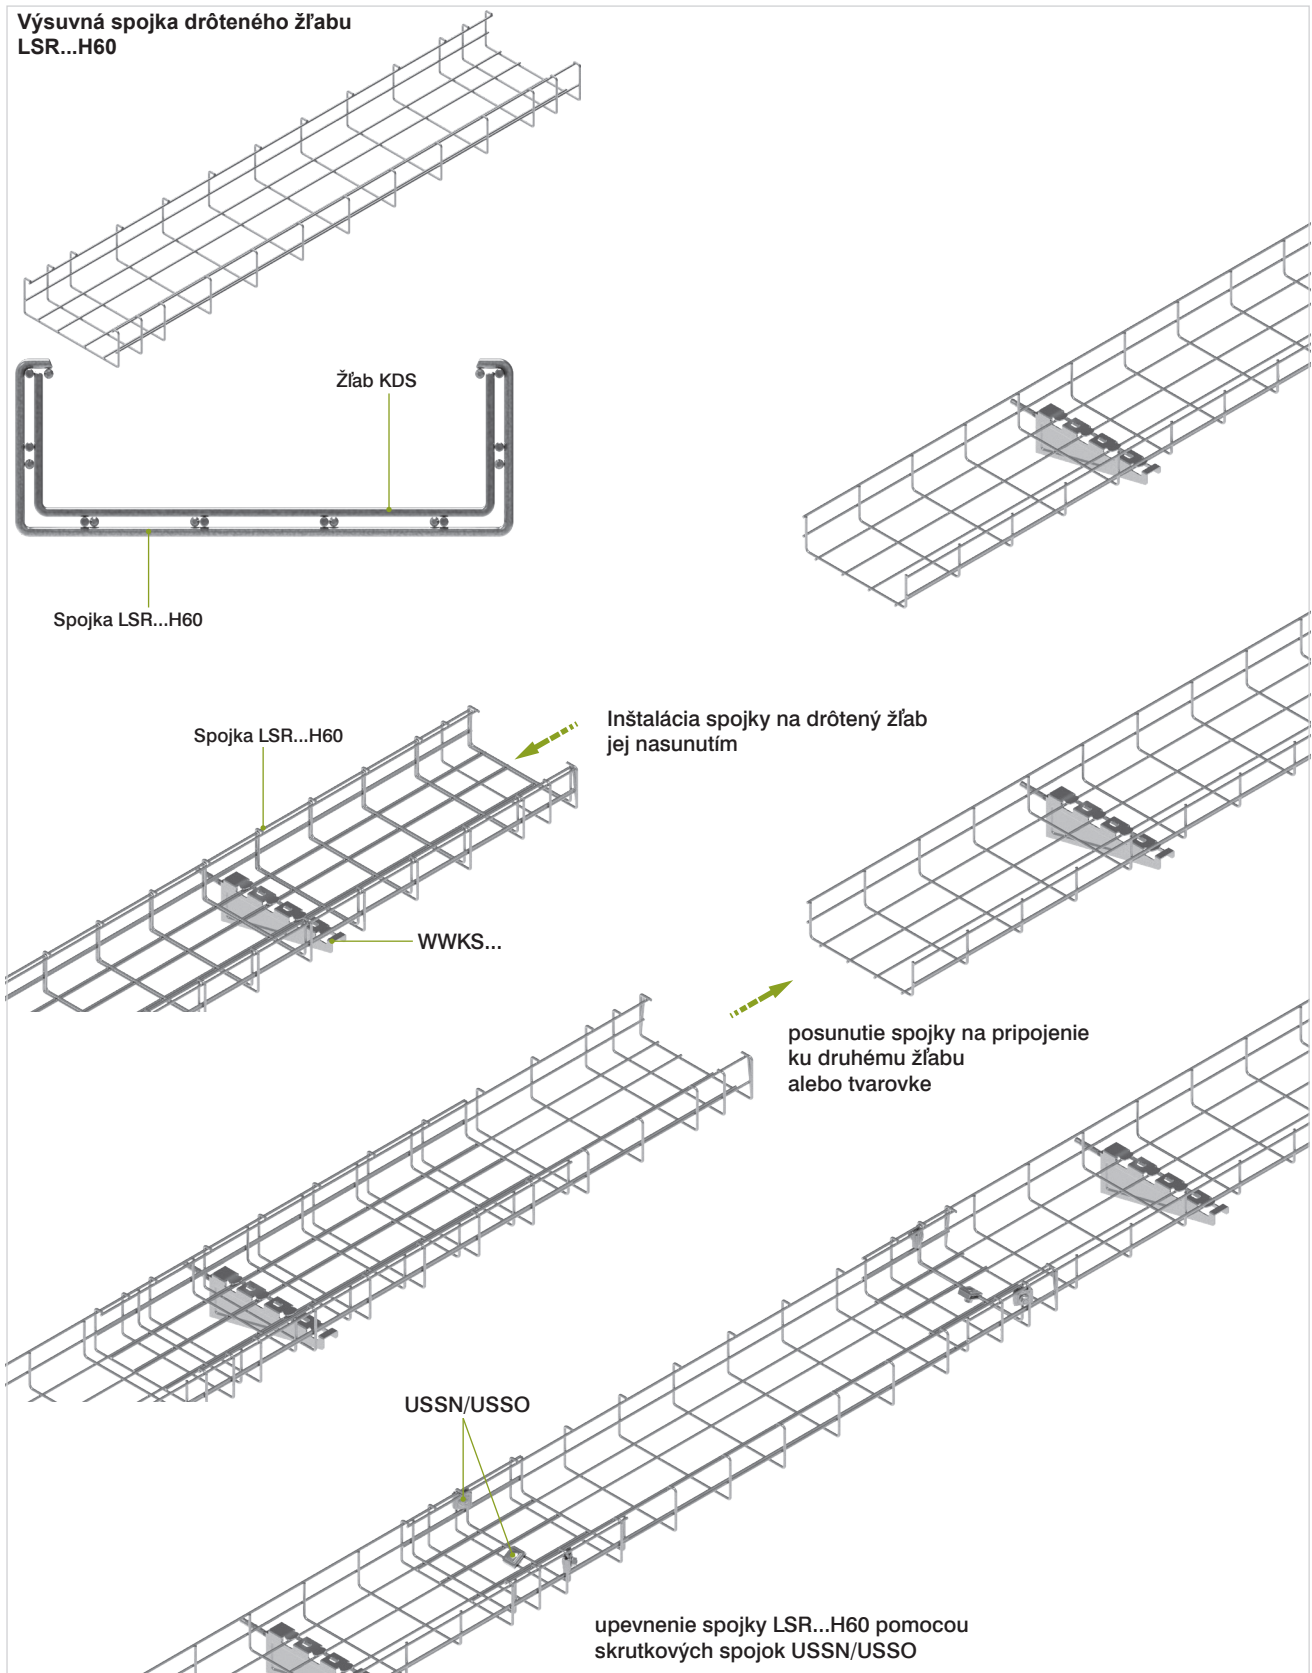 Výsuvná spojka drôteného žľabu
LSR...H60
Žľab KDS
Spojka LSR...H60
Spojka LSR...H60
Inštalácia spojky na drôtený žľab
jej nasunutím
WWKS...
posunutie spojky na pripojenie
ku druhému žľabu
alebo tvarovke
USSN/USSO
upevnenie spojky LSR...H60 pomocou
skrutkových spojok USSN/USSO